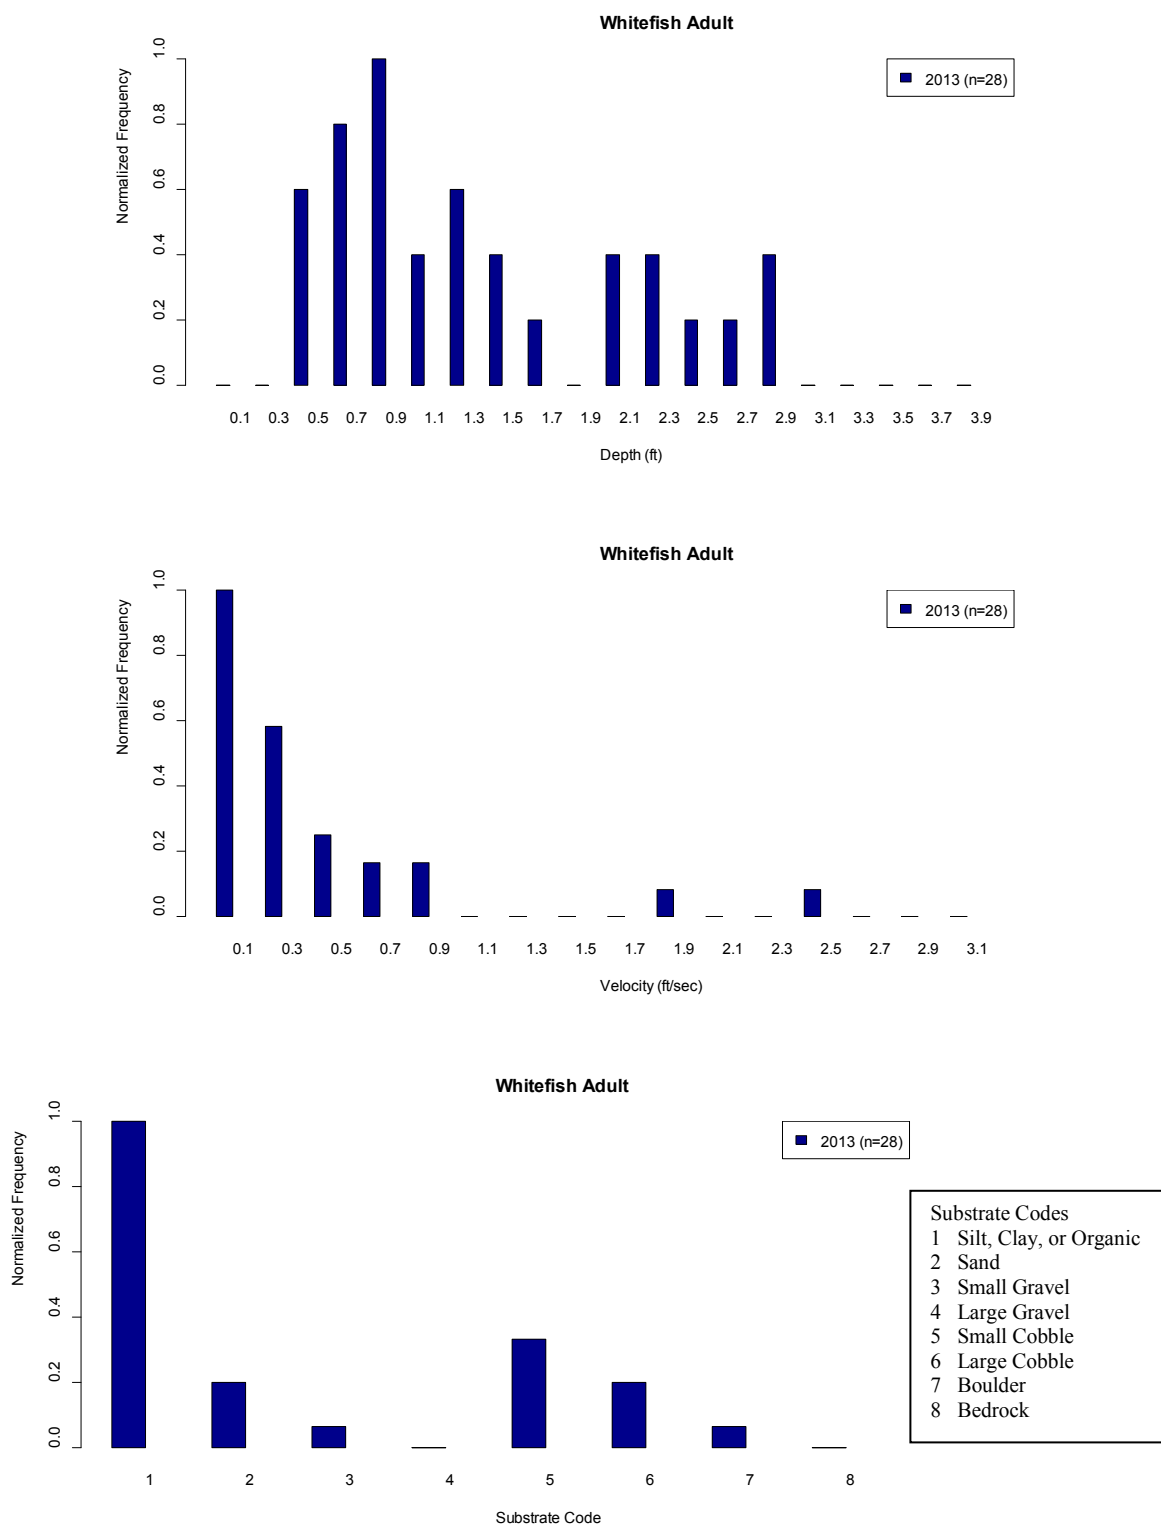 Whitefish Adult
2013 (n=28)
Normalized Frequency
1.0
0.8
0.6
0.4
0.2
0.0
0.1 0.3 0.5 0.7 0.9 1.1 1.3 1.5 1.7 1.9 2.1 2.3 2.5 2.7 2.9 3.1 3.3 3.5 3.7 3.9
Depth (ft)
Whitefish Adult
2013 (n=28)
Normalized Frequency
1.0
0.8
0.6
0.4
0.2
0.0
0.1 0.3 0.5 0.7 0.9 1.1 1.3 1.5 1.7 1.9 2.1 2.3 2.5 2.7 2.9 3.1
Velocity (ft/sec)
Whitefish Adult
2013 (n=28)
Normalized Frequency
1.0
0.8
0.6
0.4
0.2
0.0
1 2 3 4 5 6 7 8
Substrate Code
Substrate Codes
1 Silt, Clay, or Organic
2 Sand
3 Small Gravel
4 Large Gravel
5 Small Cobble
6 Large Cobble
7 Boulder
8 Bedrock